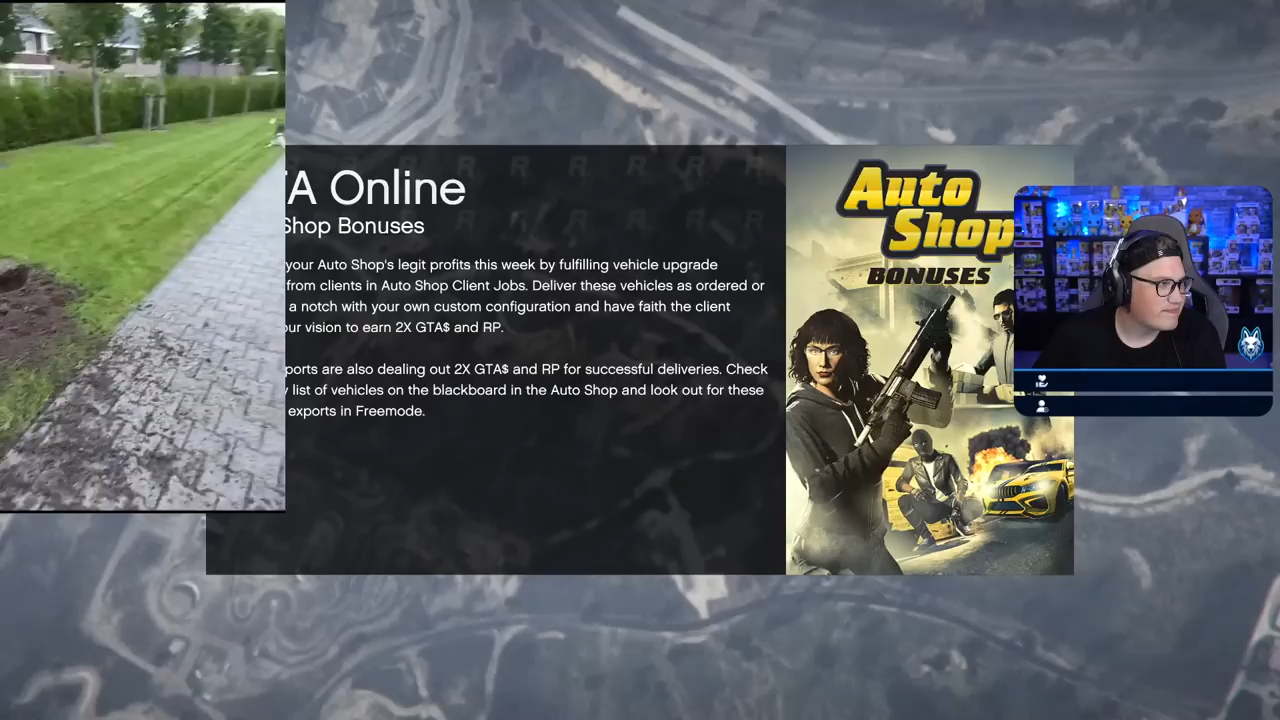 A Online
Shop Bonuses
your Auto Shop's legit profits this week by fulfilling vehicle upgrade
from clients in Auto Shop Client Jobs. Deliver these vehicles as ordered or
a notch with your own custom configuration and have faith the client
our vision to earn 2X GTA$ and RP.
ports are also dealing out 2X GTA$ and RP for successful deliveries. Check
list of vehicles on the blackboard in the Auto Shop and look out for these
exports in Freemode.
Auto
Shop
BONUSES